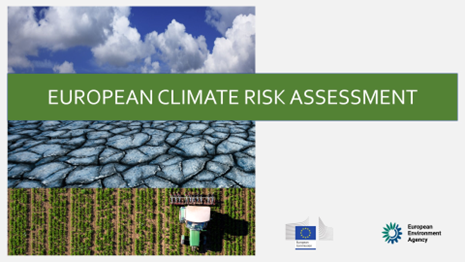 EUROPEAN CLIMATE RISK ASSESSMENT
European
Environment
Agency